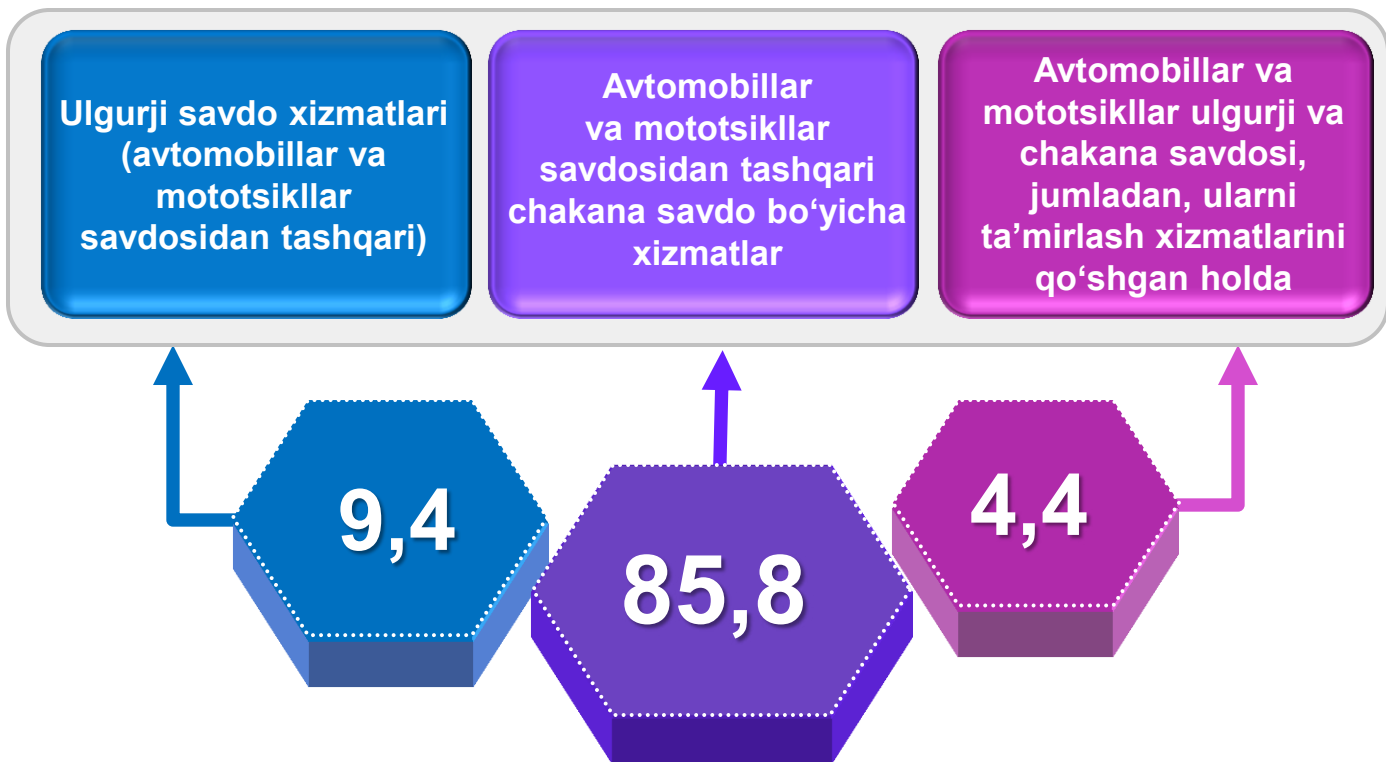 Ulgurji savdo xizmatlari
(avtomobillar va
mototsikllar
savdosidan tashqari)
Avtomobillar
va mototsikllar
savdosidan tashqari
chakana savdo bo‘yicha
xizmatlar
Avtomobillar va
mototsikllar ulgurji va
chakana savdosi,
jumladan, ularni
ta’mirlash xizmatlarini
qo‘shgan holda
9,4
85,8
4,4